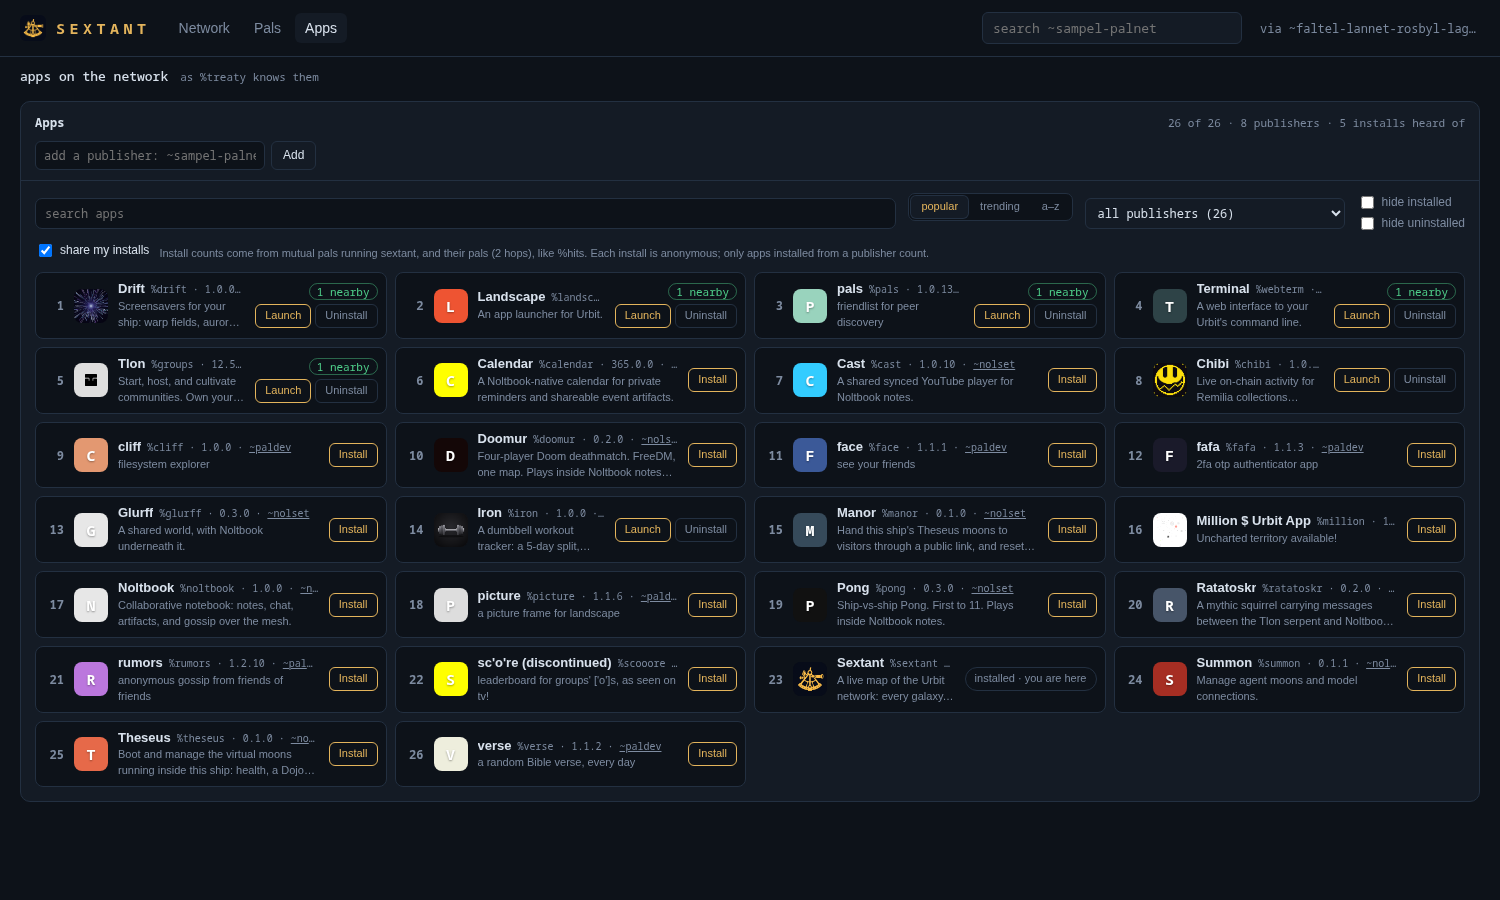 SEXTANT Network Pals Apps search ~sampel-palnet via ~faltel-lannet-rosbyl-lag…
apps on the network as %treaty knows them
Apps 26 of 26 · 8 publishers · 5 installs heard of
add a publisher: ~sampel-palne Add
search apps popular trending a–z all publishers (26) hide installed
hide uninstalled
share my installs Install counts come from mutual pals running sextant, and their pals (2 hops), like %hits. Each install is anonymous; only apps installed from a publisher count.
1 Drift %drift · 1.0.0… 1 nearby
Screensavers for your
ship: warp fields, auror… Launch Uninstall
2 L Landscape %landsc… 1 nearby
An app launcher for Urbit. Launch Uninstall
3 P pals %pals · 1.0.13… 1 nearby
friendlist for peer
discovery Launch Uninstall
4 T Terminal %webterm ·… 1 nearby
A web interface to your
Urbit's command line. Launch Uninstall
5 Tlon %groups · 12.5… 1 nearby
Start, host, and cultivate
communities. Own your… Launch Uninstall
6 C Calendar %calendar · 365.0.0 · …
A Noltbook-native calendar for private
reminders and shareable event artifacts. Install
7 C Cast %cast · 1.0.10 · ~nolset
A shared synced YouTube player for
Noltbook notes. Install
8 Chibi %chibi · 1.0.…
Live on-chain activity for
Remilia collections… Launch Uninstall
9 C cliff %cliff · 1.0.0 · ~paldev
filesystem explorer Install
10 D Doomur %doomur · 0.2.0 · ~nols…
Four-player Doom deathmatch. FreeDM,
one map. Plays inside Noltbook notes… Install
11 F face %face · 1.1.1 · ~paldev
see your friends Install
12 F fafa %fafa · 1.1.3 · ~paldev
2fa otp authenticator app Install
13 G Glurff %glurff · 0.3.0 · ~nolset
A shared world, with Noltbook
underneath it. Install
14 Iron %iron · 1.0.0 ·…
A dumbbell workout
tracker: a 5-day split,… Launch Uninstall
15 M Manor %manor · 0.1.0 · ~nolset
Hand this ship's Theseus moons to
visitors through a public link, and reset… Install
16 Million $ Urbit App %million · 1…
Uncharted territory available! Install
17 N Noltbook %noltbook · 1.0.0 · ~n…
Collaborative notebook: notes, chat,
artifacts, and gossip over the mesh. Install
18 P picture %picture · 1.1.6 · ~pald…
a picture frame for landscape Install
19 P Pong %pong · 0.3.0 · ~nolset
Ship-vs-ship Pong. First to 11. Plays
inside Noltbook notes. Install
20 R Ratatoskr %ratatoskr · 0.2.0 · …
A mythic squirrel carrying messages
between the Tlon serpent and Noltboo… Install
21 R rumors %rumors · 1.2.10 · ~pal…
anonymous gossip from friends of
friends Install
22 S sc'o're (discontinued) %scooore …
leaderboard for groups' ['o']s, as seen on
tv! Install
23 Sextant %sextant …
A live map of the Urbit
network: every galaxy… installed · you are here
24 S Summon %summon · 0.1.1 · ~nol…
Manage agent moons and model
connections. Install
25 T Theseus %theseus · 0.1.0 · ~no…
Boot and manage the virtual moons
running inside this ship: health, a Dojo… Install
26 V verse %verse · 1.1.2 · ~paldev
a random Bible verse, every day Install